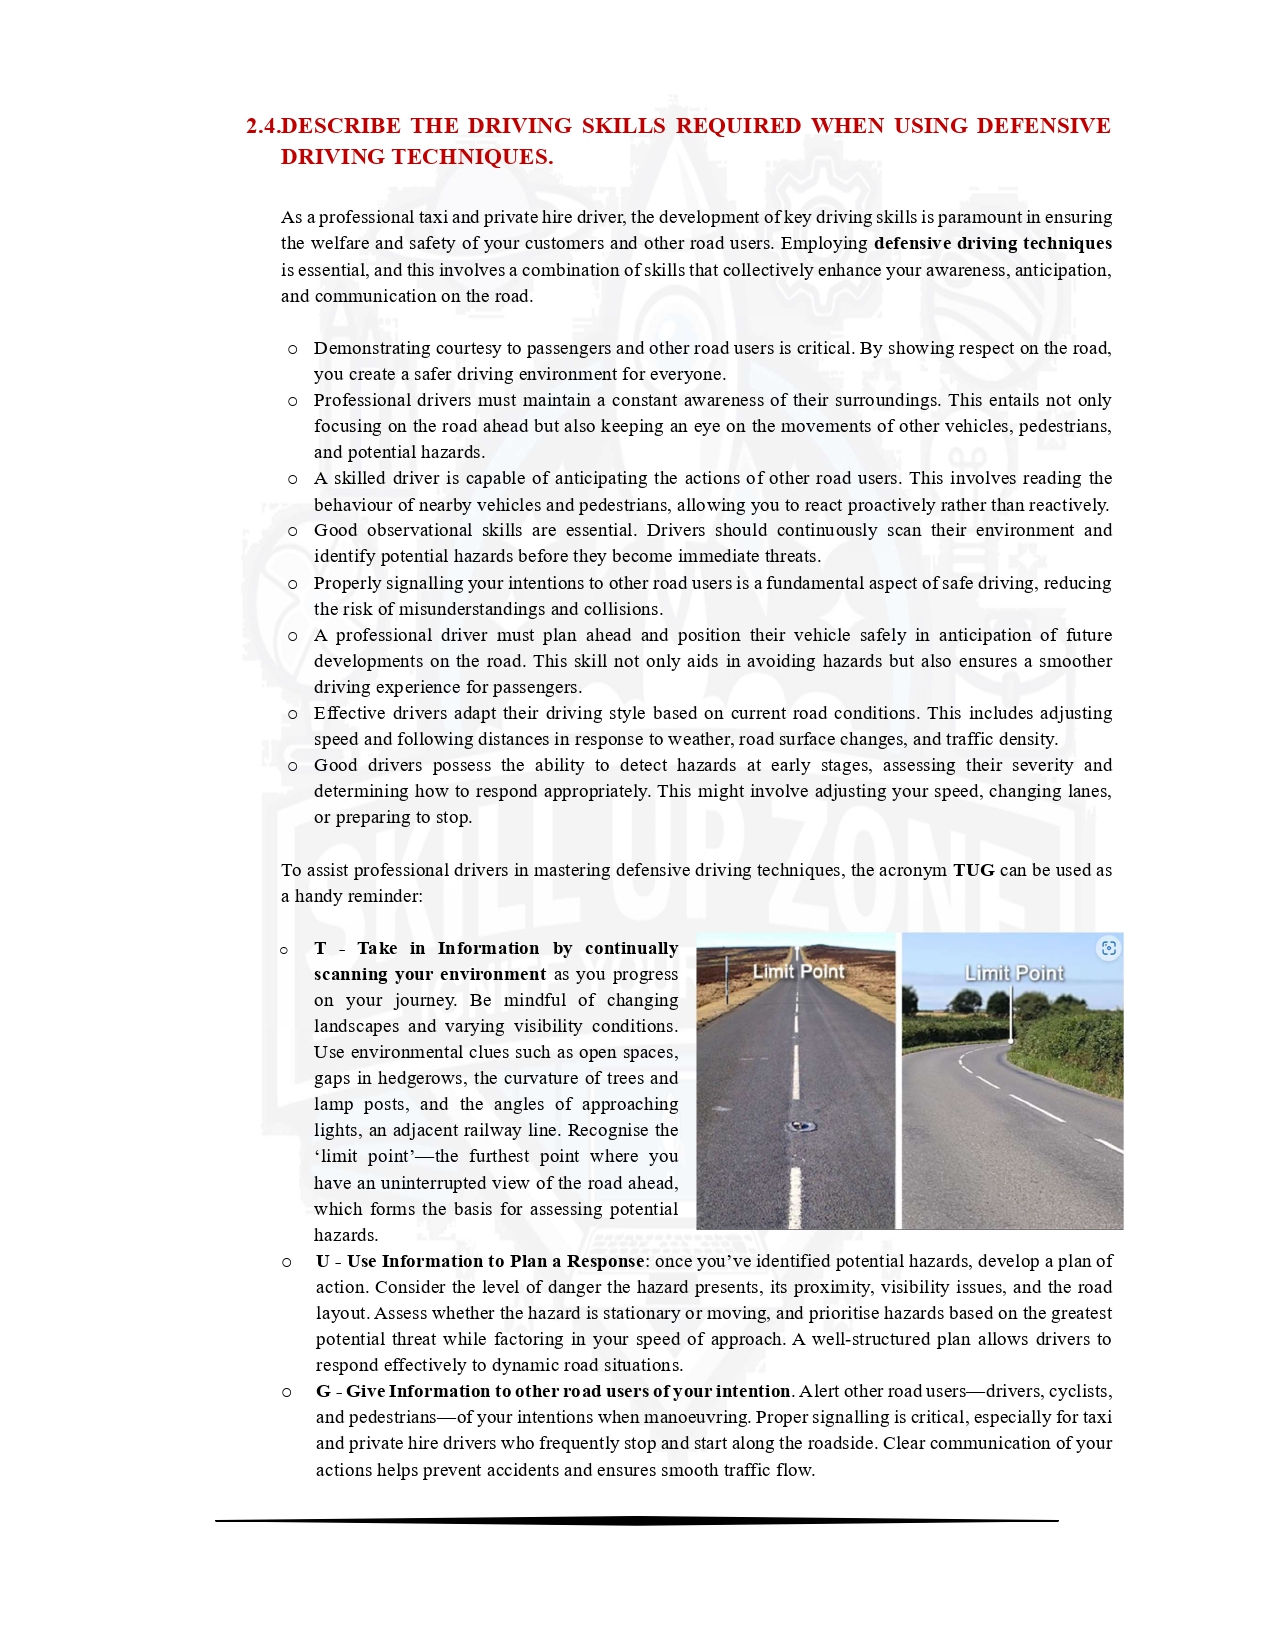 2.4.DESCRIBE THE DRIVING SKILLS REQUIRED WHEN USING DEFENSIVE
DRIVING TECHNIQUES.
As a professional taxi and private hire driver, the development of key driving skills is paramount in ensuring
the welfare and safety of your customers and other road users. Employing defensive driving techniques
is essential, and this involves a combination of skills that collectively enhance your awareness, anticipation,
and communication on the road.
o Demonstrating courtesy to passengers and other road users is critical. By showing respect on the road,
you create a safer driving environment for everyone.
o Professional drivers must maintain a constant awareness of their surroundings. This entails not only
focusing on the road ahead but also keeping an eye on the movements of other vehicles, pedestrians,
and potential hazards.
o A skilled driver is capable of anticipating the actions of other road users. This involves reading the
behaviour of nearby vehicles and pedestrians, allowing you to react proactively rather than reactively.
o Good observational skills are essential. Drivers should continuously scan their environment and
identify potential hazards before they become immediate threats.
o Properly signalling your intentions to other road users is a fundamental aspect of safe driving, reducing
the risk of misunderstandings and collisions.
o A professional driver must plan ahead and position their vehicle safely in anticipation of future
developments on the road. This skill not only aids in avoiding hazards but also ensures a smoother
driving experience for passengers.
o Effective drivers adapt their driving style based on current road conditions. This includes adjusting
speed and following distances in response to weather, road surface changes, and traffic density.
o Good drivers possess the ability to detect hazards at early stages, assessing their severity and
determining how to respond appropriately. This might involve adjusting your speed, changing lanes,
or preparing to stop.
SKILL UP ZONE
To assist professional drivers in mastering defensive driving techniques, the acronym TUG can be used as
a handy reminder:
o T - Take in Information by continually
scanning your environment as you progress
on your journey. Be mindful of changing
landscapes and varying visibility conditions.
Use environmental clues such as open spaces,
gaps in hedgerows, the curvature of trees and
lamp posts, and the angles of approaching
lights, an adjacent railway line. Recognise the
‘limit point’—the furthest point where you
have an uninterrupted view of the road ahead,
which forms the basis for assessing potential
hazards.
IGNITE YOUR
Limit Point
Limit Point
o U - Use Information to Plan a Response: once you’ve identified potential hazards, develop a plan of
action. Consider the level of danger the hazard presents, its proximity, visibility issues, and the road
layout. Assess whether the hazard is stationary or moving, and prioritise hazards based on the greatest
potential threat while factoring in your speed of approach. A well-structured plan allows drivers to
respond effectively to dynamic road situations.
o G - Give Information to other road users of your intention. Alert other road users—drivers, cyclists,
and pedestrians—of your intentions when manoeuvring. Proper signalling is critical, especially for taxi
and private hire drivers who frequently stop and start along the roadside. Clear communication of your
actions helps prevent accidents and ensures smooth traffic flow.